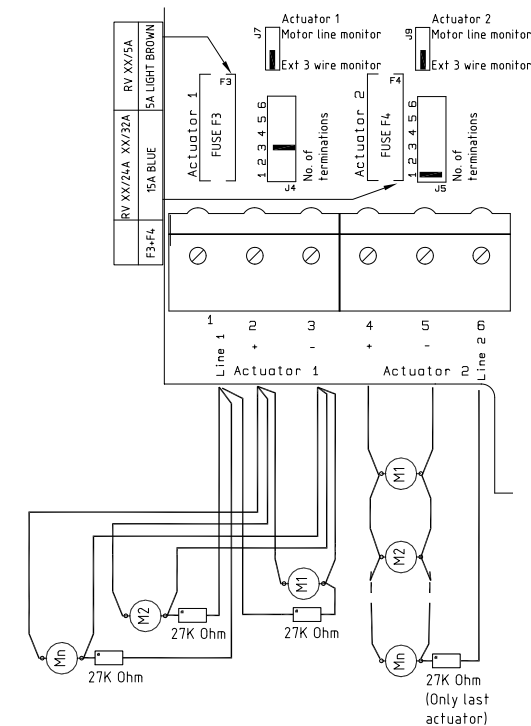 RV XX/5A
5A LIGHT BROWN
RV XX/24A XX/32A
15A BLUE
F3+F4
Actuator 1
FUSE F3
F3
J7
Actuator 1
Motor line monitor
Ext 3 wire monitor
1 2 3 4 5 6
J4
No. of
terminations
Actuator 2
FUSE F4
F4
J9
Actuator 2
Motor line monitor
Ext 3 wire monitor
1 2 3 4 5 6
J5
No. of
terminations
1 2 3 4 5 6
Line 1 + - + - Line 2
Actuator 1 Actuator 2
M1
M2
M1
M2
Mn
Mn
27K Ohm
27K Ohm
27K Ohm
27K Ohm
(Only last
actuator)